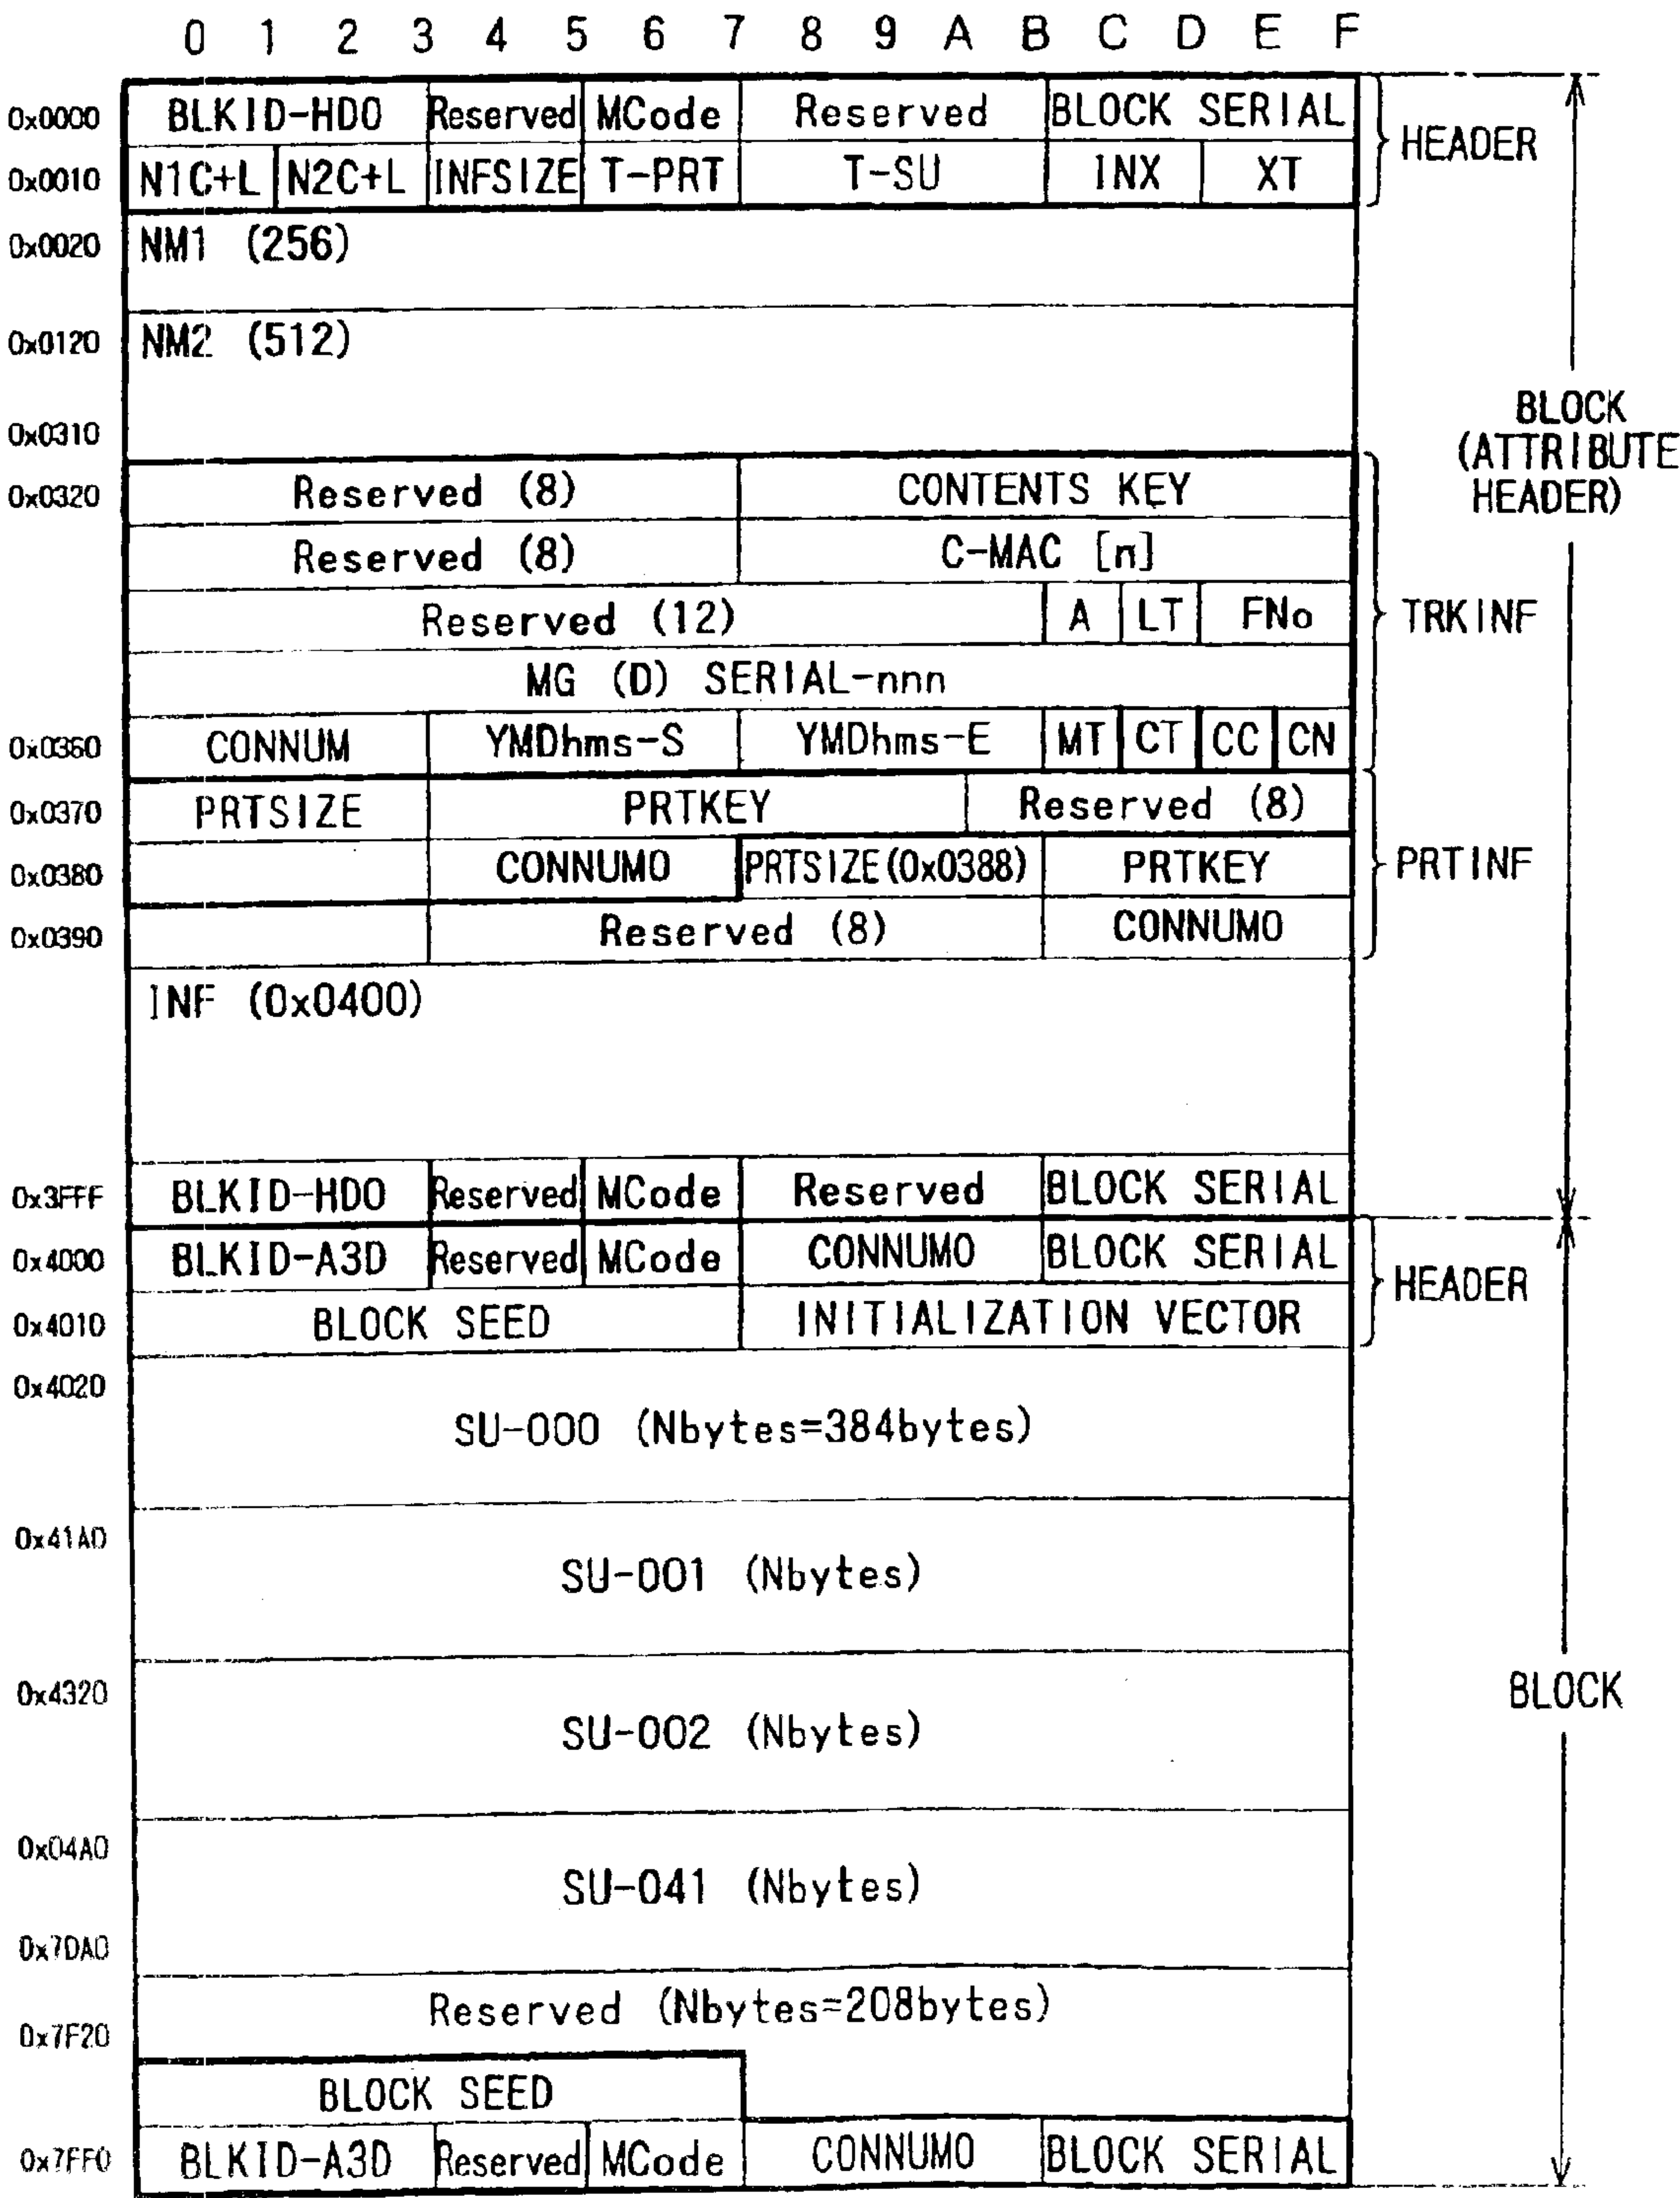 0 1 2 3 4 5 6 7 8 9 A B C D E F
0x0000 BLKID-HD0 Reserved MCode Reserved BLOCK SERIAL
HEADER
0x0010 N1C+L N2C+L INFSIZE T-PRT T-SU INX XT
0x0020 NM1 (256)
0x0120 NM2 (512)
0x0310
BLOCK
(ATTRIBUTE
HEADER)
0x0320 Reserved (8) CONTENTS KEY
Reserved (8) C-MAC [n]
Reserved (12) A LT FNo
TRKINF
MG (D) SERIAL-nnn
0x0360 CONNUM YMDhms-S YMDhms-E MT CT CC CN
0x0370 PRTSIZE PRTKEY Reserved (8)
0x0380 CONNUM0 PRTSIZE (0x0388) PRTKEY
PRTINF
0x0390 Reserved (8) CONNUM0
INF (0x0400)
0x3FFF BLKID-HD0 Reserved MCode Reserved BLOCK SERIAL
0x4000 BLKID-A3D Reserved MCode CONNUM0 BLOCK SERIAL
HEADER
0x4010 BLOCK SEED INITIALIZATION VECTOR
0x4020
SU-000 (Nbytes=384bytes)
0x41A0
SU-001 (Nbytes)
0x4320
SU-002 (Nbytes)
BLOCK
0x04A0
SU-041 (Nbytes)
0x7DA0
Reserved (Nbytes=208bytes)
0x7F20
BLOCK SEED
0x7FF0 BLKID-A3D Reserved MCode CONNUM0 BLOCK SERIAL